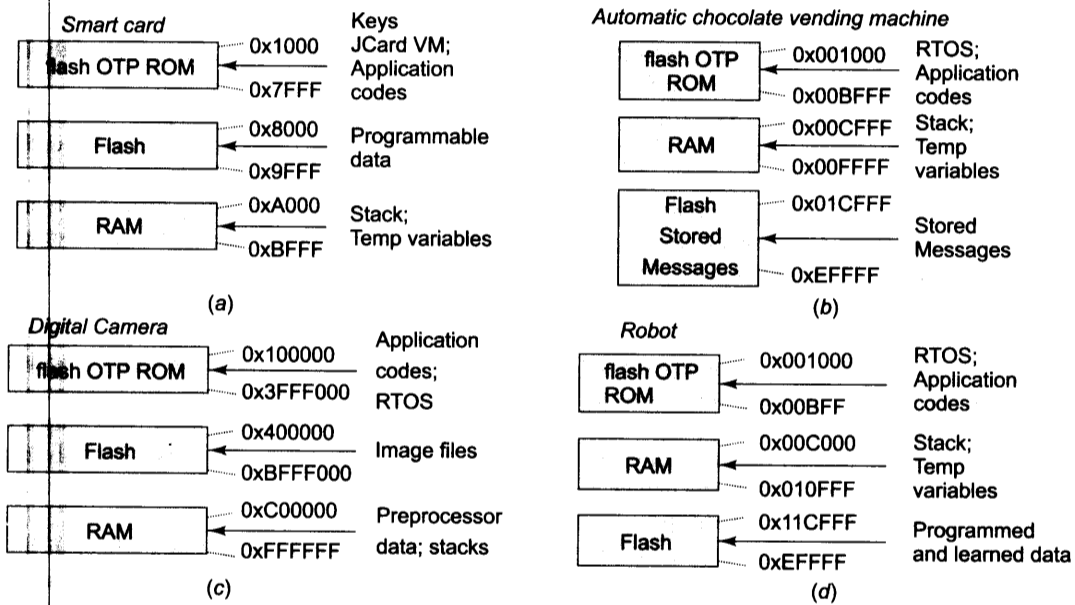 Smart card
flash OTP ROM
0x1000
0x7FFF
Keys
JCard VM;
Application
codes
Flash
0x8000
0x9FFF
Programmable
data
RAM
0xA000
0xBFFF
Stack;
Temp variables
(a)
Automatic chocolate vending machine
flash OTP
ROM
0x001000
0x00BFFF
RTOS;
Application
codes
RAM
0x00CFFF
0x00FFFF
Stack;
Temp
variables
Flash
Stored
Messages
0x01CFFF
0xEFFFF
Stored
Messages
(b)
Digital Camera
flash OTP ROM
0x100000
0x3FFF000
Application
codes;
RTOS
Flash
0x400000
0xBFFF000
Image files
RAM
0xC00000
0xFFFFFF
Preprocessor
data; stacks
(c)
Robot
flash OTP
ROM
0x001000
0x00BFF
RTOS;
Application
codes
RAM
0x00C000
0x010FFF
Stack;
Temp
variables
Flash
0x11CFFF
0xEFFFFF
Programmed
and learned data
(d)